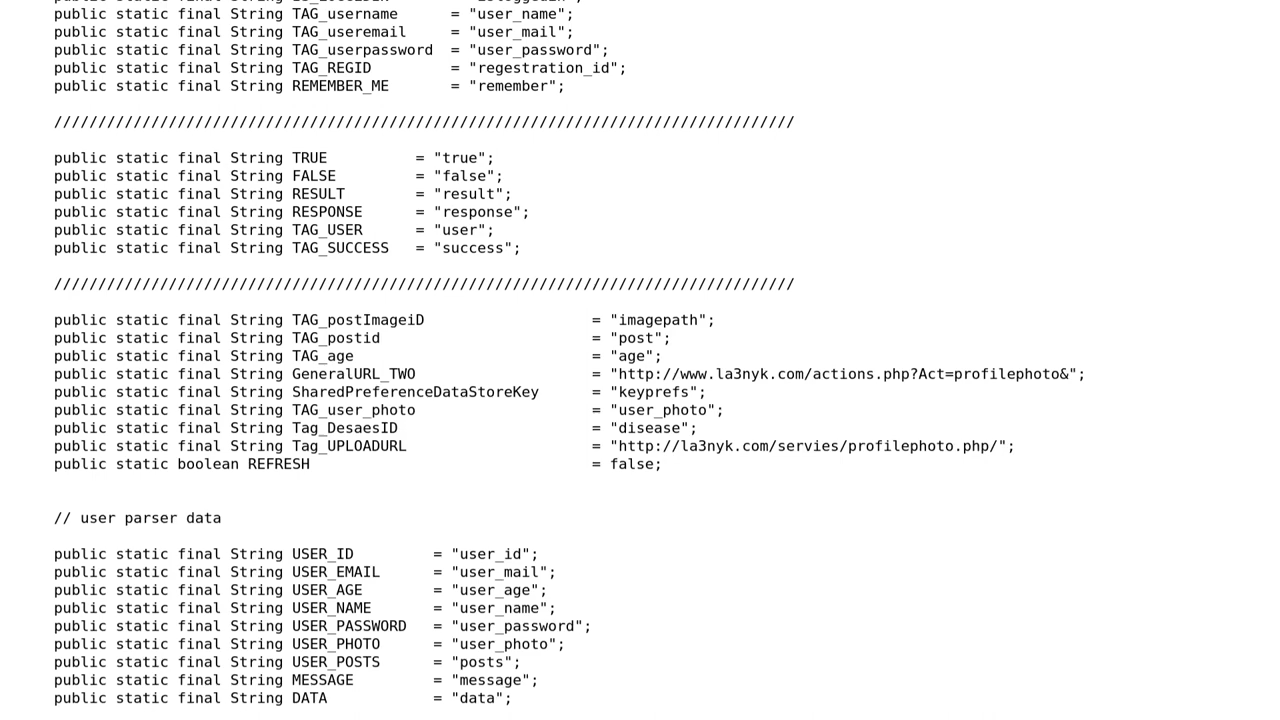 public static final String TAG_username      = "user_name";
public static final String TAG_useremail     = "user_mail";
public static final String TAG_userpassword  = "user_password";
public static final String TAG_REGID         = "regestration_id";
public static final String REMEMBER_ME       = "remember";
////////////////////////////////////////////////////////////////////////////////////
public static final String TRUE          = "true";
public static final String FALSE         = "false";
public static final String RESULT        = "result";
public static final String RESPONSE      = "response";
public static final String TAG_USER      = "user";
public static final String TAG_SUCCESS   = "success";
////////////////////////////////////////////////////////////////////////////////////
public static final String TAG_postImageiD                   = "imagepath";
public static final String TAG_postid                        = "post";
public static final String TAG_age                           = "age";
public static final String GeneralURL_TWO                    = "http://www.la3nyk.com/actions.php?Act=profilephoto&";
public static final String SharedPreferenceDataStoreKey      = "keyprefs";
public static final String TAG_user_photo                    = "user_photo";
public static final String Tag_DesaesID                      = "disease";
public static final String Tag_UPLOADURL                     = "http://la3nyk.com/servies/profilephoto.php/";
public static boolean REFRESH                                = false;
// user parser data
public static final String USER_ID         = "user_id";
public static final String USER_EMAIL      = "user_mail";
public static final String USER_AGE        = "user_age";
public static final String USER_NAME       = "user_name";
public static final String USER_PASSWORD   = "user_password";
public static final String USER_PHOTO      = "user_photo";
public static final String USER_POSTS      = "posts";
public static final String MESSAGE         = "message";
public static final String DATA            = "data";